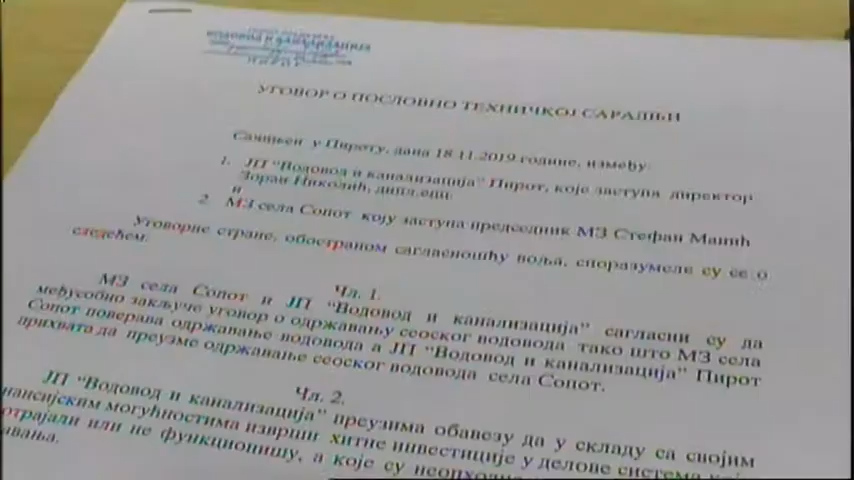 ВОДОВОД И КАНАЛИЗАЦИЈА
ПИРОТ
УГОВОР О ПОСЛОВНО ТЕХНИЧКОЈ САРАДЊИ
Сачињен у Пироту, дана 18.11.2019 године, између:
1. ЈП "Водовод и канализација" Пирот, које заступа директор
Зоран Николић, дипл.ецц.
и
2. МЗ села Сопот коју заступа председник МЗ Стефан Манић
Уговорне стране, обостраном сагласношћу воља, споразумеле су се о
следећем:
Чл. 1.
МЗ села Сопот и ЈП "Водовод и канализација" сагласни су да
међусобно закључе уговор о одржавању сеоског водовода тако што МЗ села
Сопот поверава одржавање водовода а ЈП "Водовод и канализација" Пирот
прихвата да преузме одржавање сеоског водовода села Сопот.
Чл. 2.
ЈП "Водовод и канализација" преузима обавезу да у складу са својим
нансијским могућностима изврши хитне инвестиције у делове система
отрајали или не функционишу, а које су неопходне
авања.